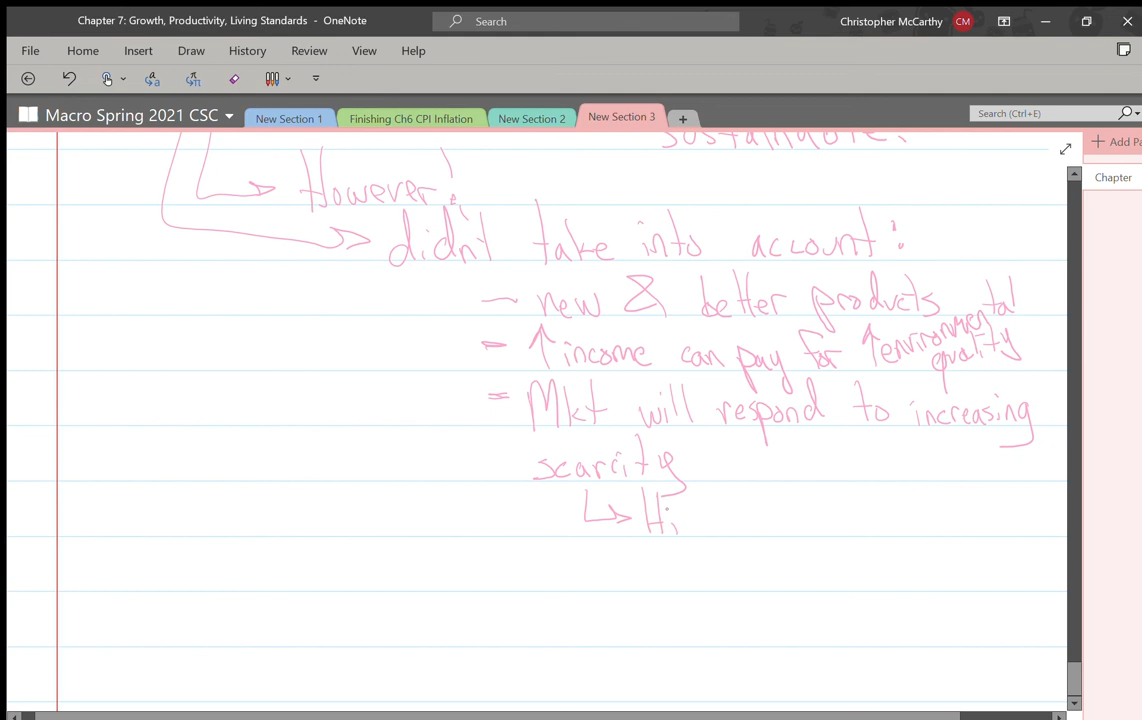 Chapter 7: Growth, Productivity, Living Standards - OneNote
Search
Christopher McCarthy CM
File Home Insert Draw History Review View Help
Macro Spring 2021 CSC
New Section 1 Finishing Ch6 CPI Inflation New Section 2 New Section 3 +
Search (Ctrl+E)
+ Add Pa
Chapter
sustainable.
However:
didn't take into account:
- new & better products
= ↑ income can pay for ↑ environmental quality
= Mkt will respond to increasing
scarcity
↳ Hi